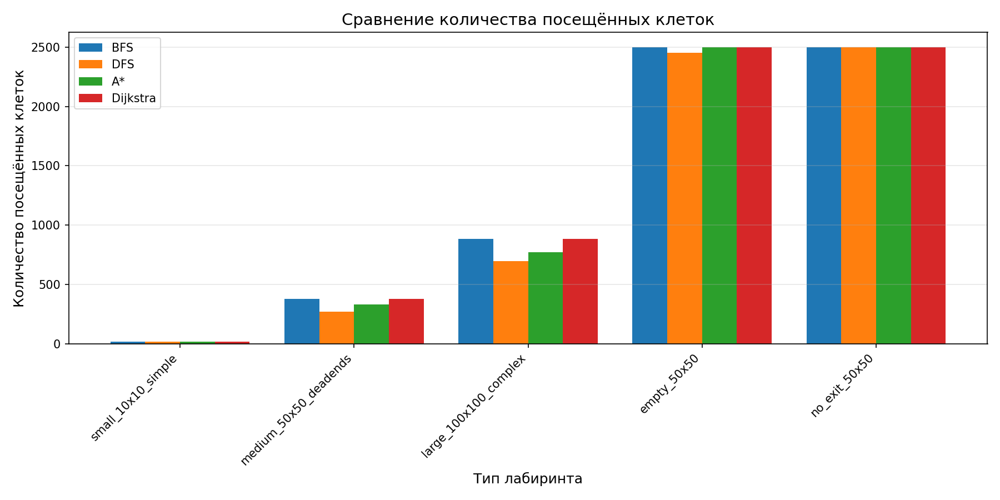 Сравнение количества посещённых клеток
BFS
DFS
A*
Dijkstra
Количество посещённых клеток
2500
2000
1500
1000
500
0
small_10x10_simple
medium_50x50_deadends
large_100x100_complex
empty_50x50
no_exit_50x50
Тип лабиринта